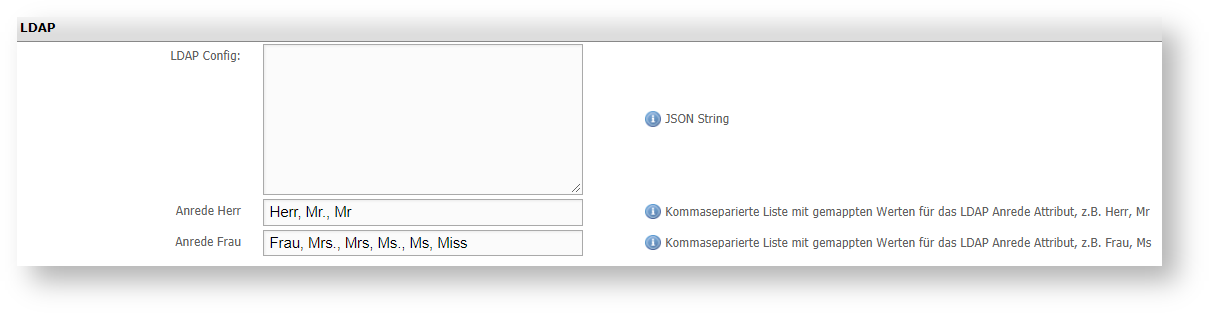 LDAP
LDAP Config:
JSON String
Anrede Herr Herr, Mr., Mr Kommaseparierte Liste mit gemappten Werten für das LDAP Anrede Attribut, z.B. Herr, Mr
Anrede Frau Frau, Mrs., Mrs, Ms., Ms, Miss Kommaseparierte Liste mit gemappten Werten für das LDAP Anrede Attribut, z.B. Frau, Ms